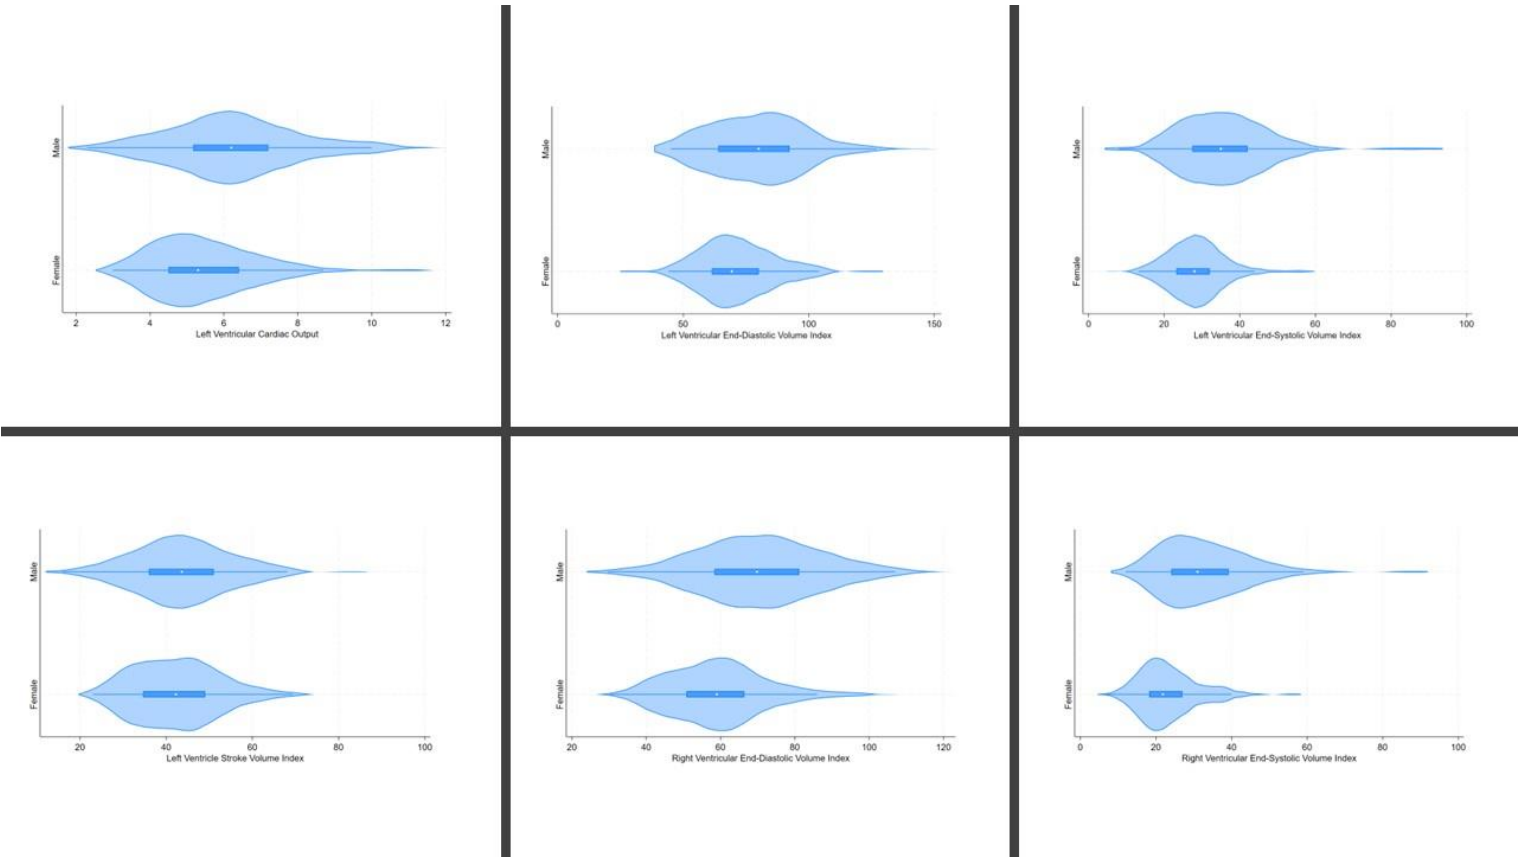 Male
Female
2 4 6 8 10 12
Left Ventricular Cardiac Output
Male
Female
0 50 100 150
Left Ventricular End-Diastolic Volume Index
Male
Female
0 20 40 60 80 100
Left Ventricular End-Systolic Volume Index
Male
Female
20 40 60 80 100
Left Ventricle Stroke Volume Index
Male
Female
20 40 60 80 100 120
Right Ventricular End-Diastolic Volume Index
Male
Female
0 20 40 60 80 100
Right Ventricular End-Systolic Volume Index